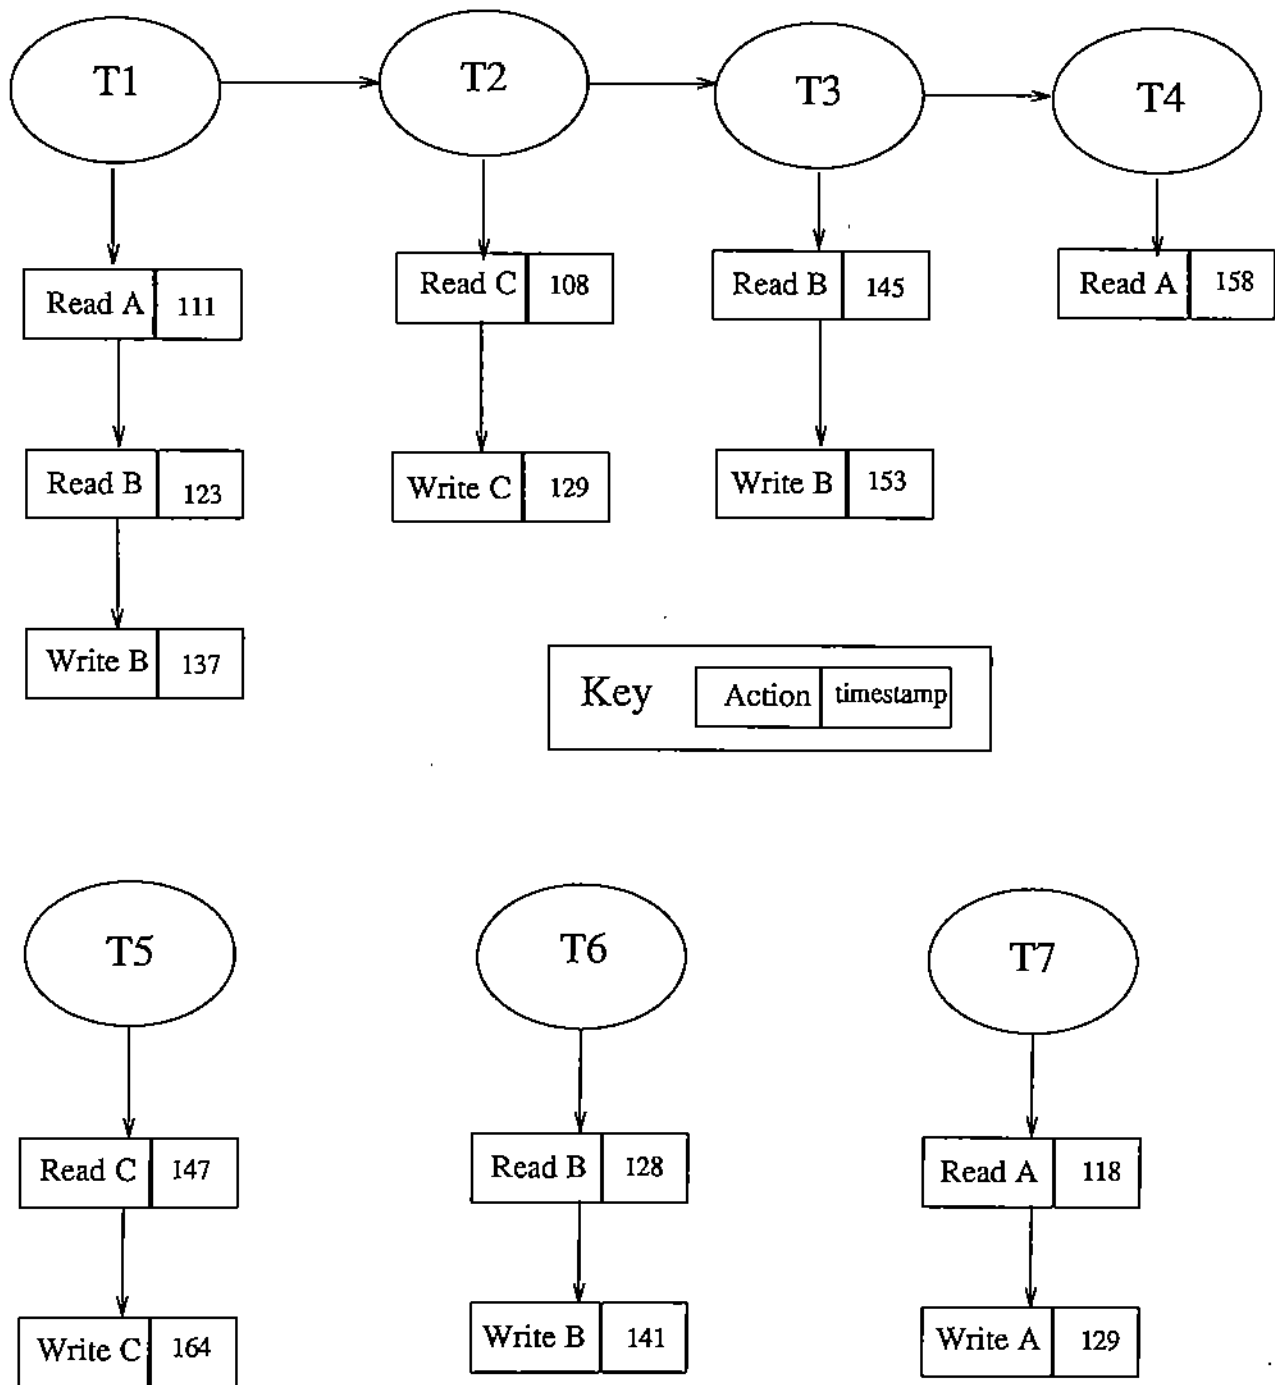 T1
T2
T3
T4
Read A 111
Read C 108
Read B 145
Read A 158
Read B 123
Write C 129
Write B 153
Write B 137
Key Action timestamp
T5
T6
T7
Read C 147
Read B 128
Read A 118
Write C 164
Write B 141
Write A 129